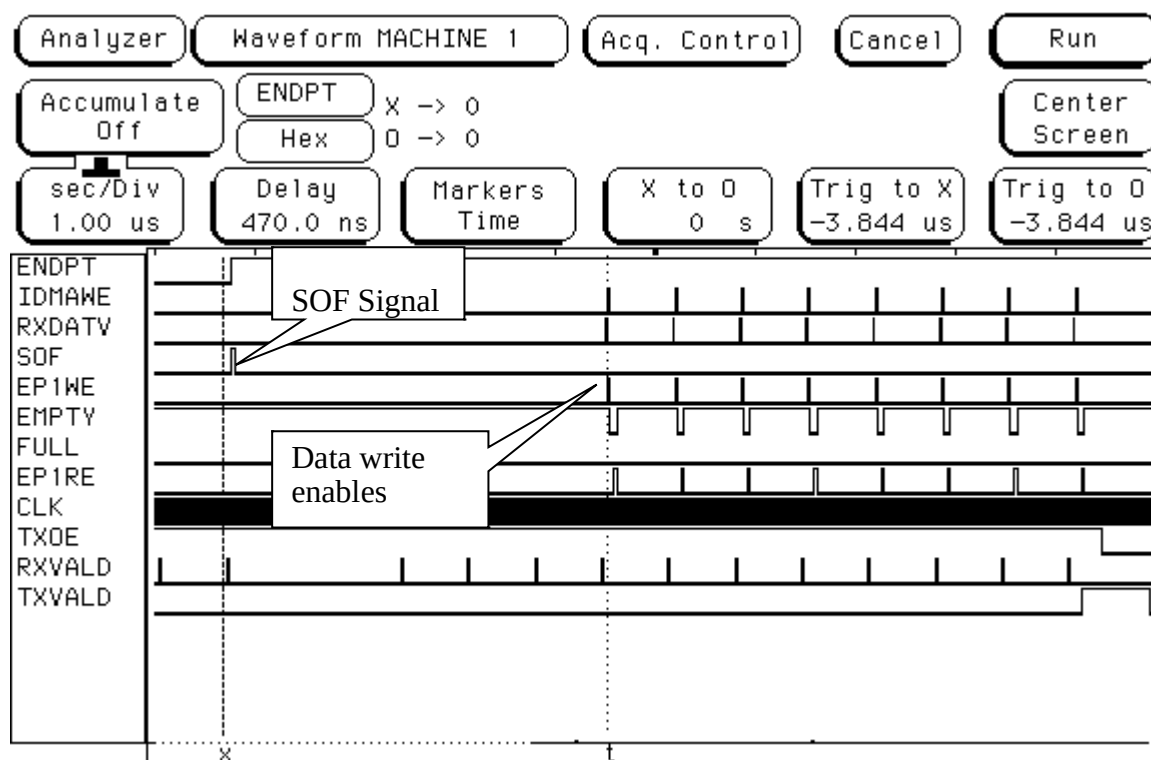 Analyzer Waveform MACHINE 1 Acq. Control Cancel Run
Accumulate Off
ENDPT X -> 0
Hex O -> 0
Center Screen
sec/Div Delay Markers X to O Trig to X Trig to O
1.00 us 470.0 ns Time 0 s -3.844 us -3.844 us
ENDPT
IDMAWE
RXDATV
SOF
EP1WE
EMPTY
FULL
EP1RE
CLK
TXOE
RXVALD
TXVALD
SOF Signal
Data write
enables
X t